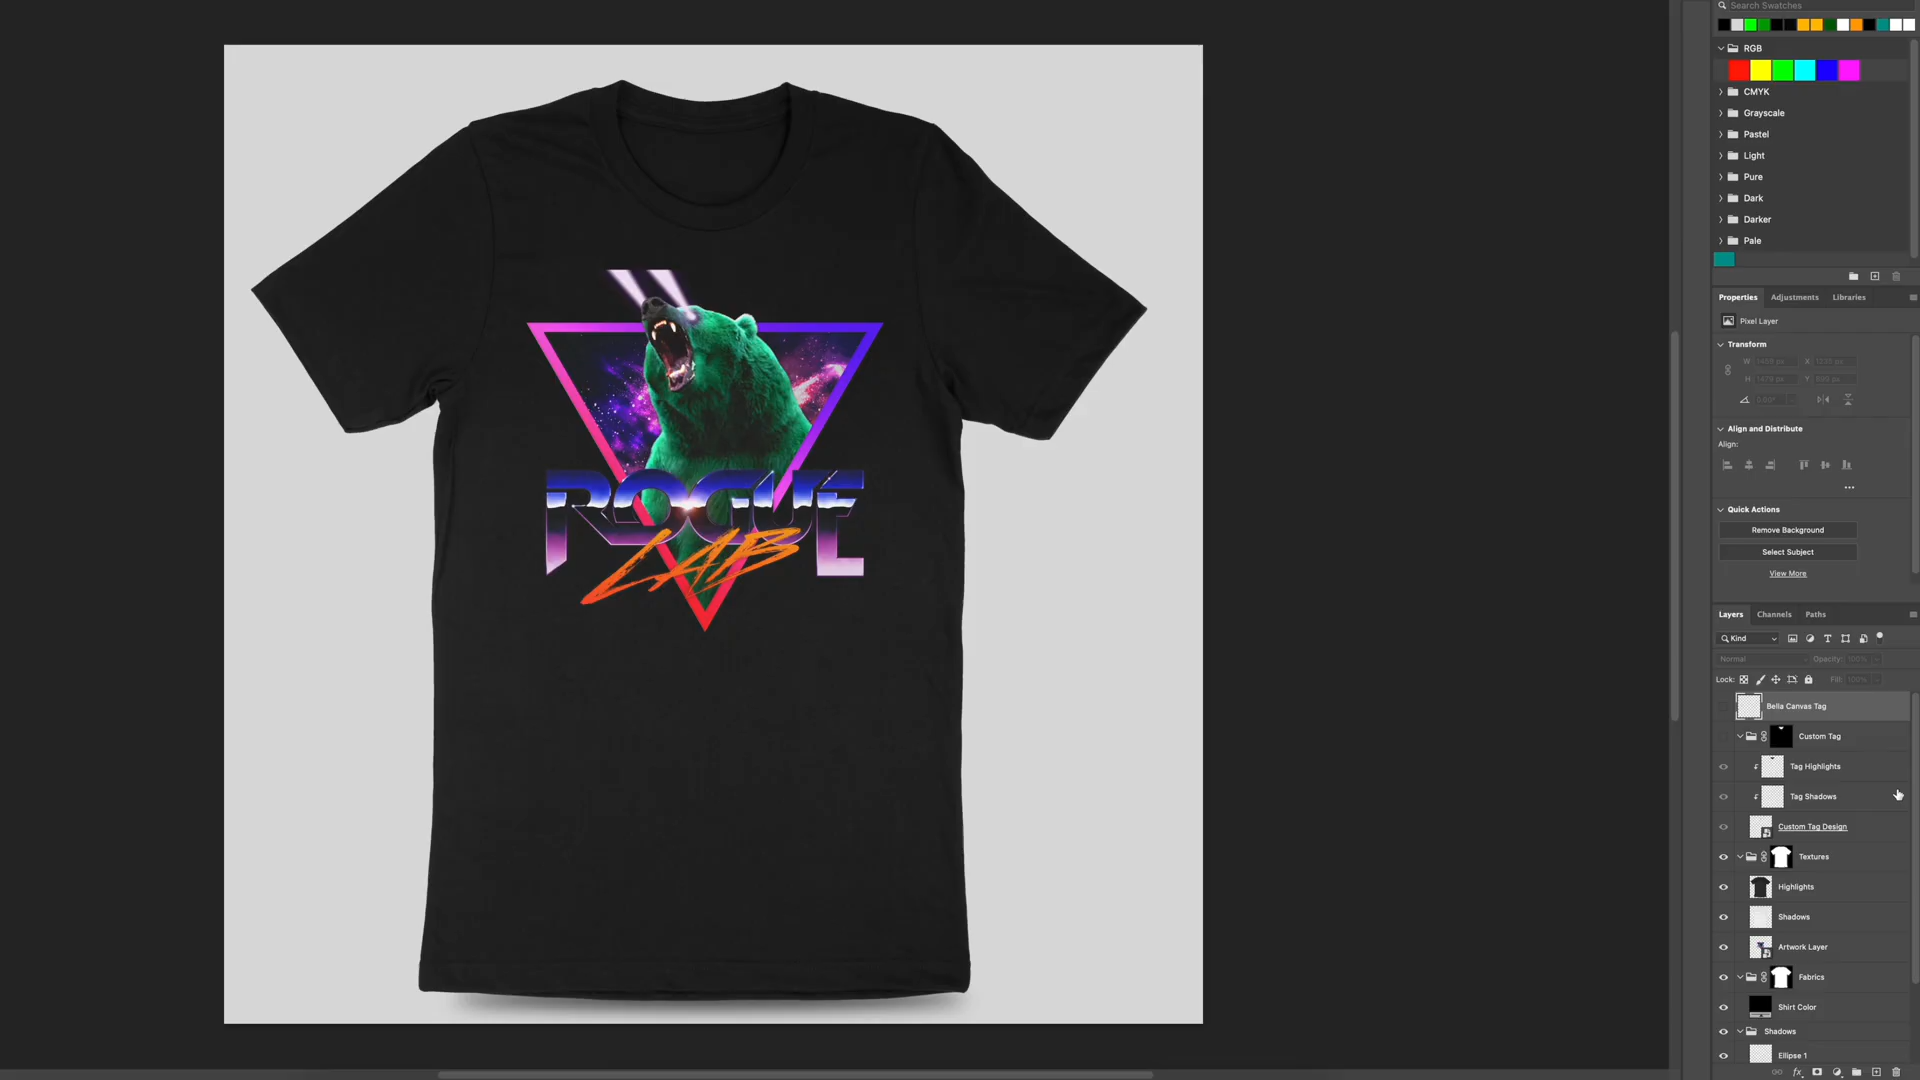 ROGUE
LAB
Search Swatches
RGB
CMYK
Grayscale
Pastel
Light
Pure
Dark
Darker
Pale
Properties Adjustments Libraries
Pixel Layer
Transform
W X
H Y
Align and Distribute
Align:
Quick Actions
Remove Background
Select Subject
View More
Layers Channels Paths
Kind
Normal Opacity: 100%
Lock: Fill: 100%
Bella Canvas Tag
Custom Tag
Tag Highlights
Tag Shadows
Custom Tag Design
Textures
Highlights
Shadows
Artwork Layer
Fabrics
Shirt Color
Shadows
Ellipse 1
fx